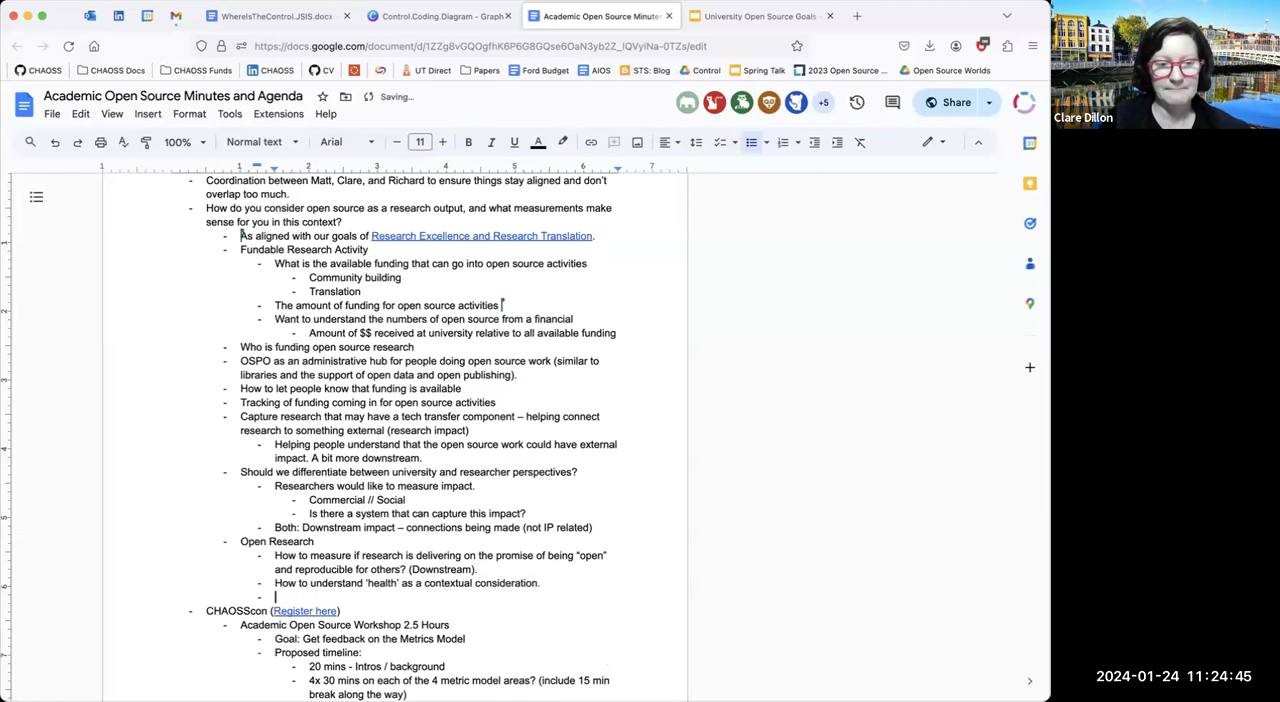 WhereIsTheControl.JSIS.docx
Control.Coding.Diagram - Graph
Academic Open Source Minutes
University Open Source Goals -
https://docs.google.com/document/d/1ZZg8vGQOgfhK6P6G8GQse6DaN3yb2Z_IQVyINa-0TZs/edit
CHAOSS
CHAOSS Docs
CHAOSS Funds
CHAOSS
CV
UT Direct
Papers
Ford Budget
AIOS
STS: Blog
Control
Spring Talk
2023 Open Source ...
Open Source Worlds
Academic Open Source Minutes and Agenda
Saving...
File Edit View Insert Format Tools Extensions Help
+5
Share
100%
Normal text
Arial
11
- Coordination between Matt, Clare, and Richard to ensure things stay aligned and don't
overlap too much.
- How do you consider open source as a research output, and what measurements make
sense for you in this context?
- As aligned with our goals of Research Excellence and Research Translation.
- Fundable Research Activity
- What is the available funding that can go into open source activities
- Community building
- Translation
- The amount of funding for open source activities
- Want to understand the numbers of open source from a financial
- Amount of $$ received at university relative to all available funding
- Who is funding open source research
- OSPO as an administrative hub for people doing open source work (similar to
libraries and the support of open data and open publishing).
- How to let people know that funding is available
- Tracking of funding coming in for open source activities
- Capture research that may have a tech transfer component – helping connect
research to something external (research impact)
- Helping people understand that the open source work could have external
impact. A bit more downstream.
- Should we differentiate between university and researcher perspectives?
- Researchers would like to measure impact.
- Commercial // Social
- Is there a system that can capture this impact?
- Both: Downstream impact – connections being made (not IP related)
- Open Research
- How to measure if research is delivering on the promise of being “open”
and reproducible for others? (Downstream).
- How to understand ‘health’ as a contextual consideration.
-
- CHAOSScon (Register here)
- Academic Open Source Workshop 2.5 Hours
- Goal: Get feedback on the Metrics Model
- Proposed timeline:
- 20 mins - Intros / background
- 4x 30 mins on each of the 4 metric model areas? (include 15 min
break along the way)
Clare Dillon
2024-01-24 11:24:45